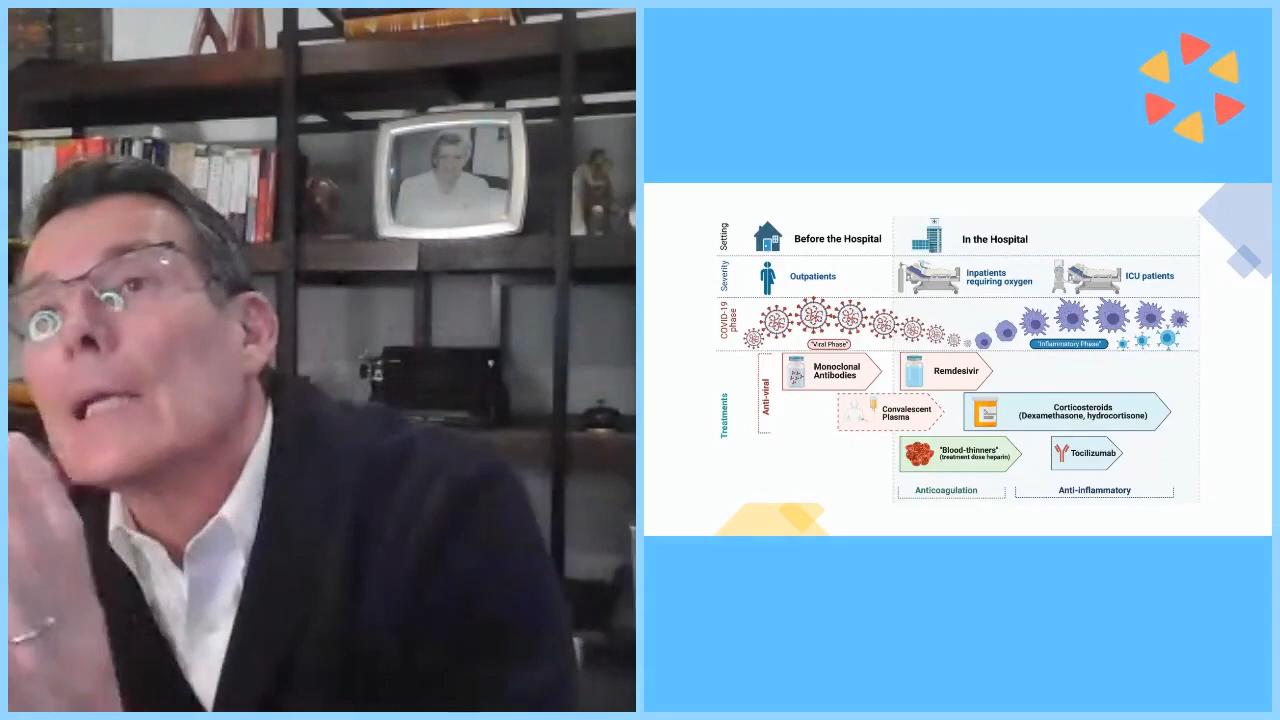 Setting
Before the Hospital
In the Hospital
Severity
Outpatients
Inpatients
requiring oxygen
ICU patients
COVID-19
phase
"Viral Phase"
"Inflammatory Phase"
Treatments
Anti-viral
Monoclonal
Antibodies
Remdesivir
Convalescent
Plasma
Corticosteroids
(Dexamethasone, hydrocortisone)
"Blood-thinners"
(treatment dose heparin)
Tocilizumab
Anticoagulation
Anti-inflammatory